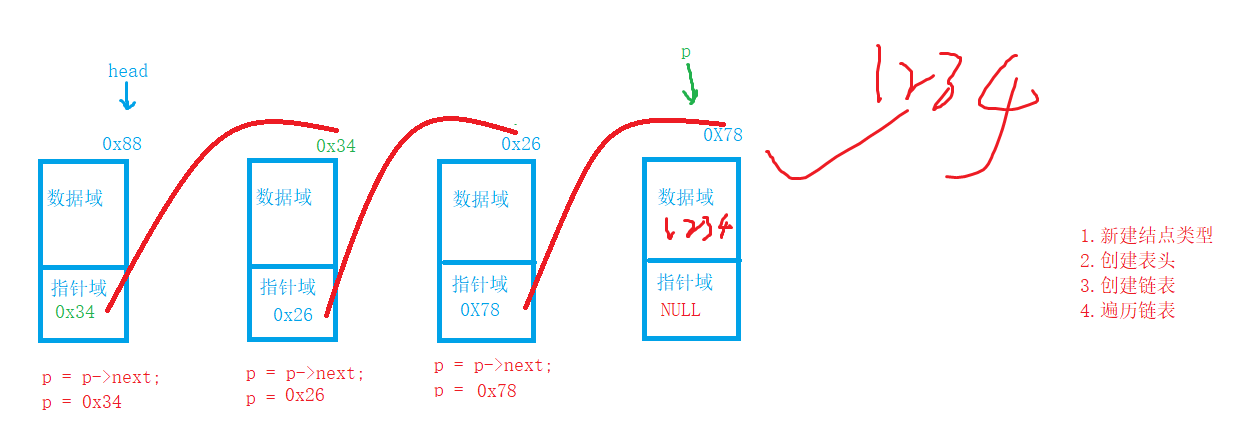 head
p
1234
0x88
0x34
0x26
0X78
数据域
数据域
数据域
数据域
1234
指针域
0x34
指针域
0x26
指针域
0X78
指针域
NULL
1.新建结点类型
2.创建表头
3.创建链表
4.遍历链表
p = p->next;
p = 0x34
p = p->next;
p = 0x26
p = p->next;
p = 0x78